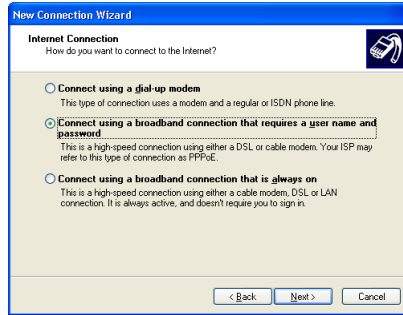 New Connection Wizard
Internet Connection
How do you want to connect to the Internet?
Connect using a dial-up modem
This type of connection uses a modem and a regular or ISDN phone line.
Connect using a broadband connection that requires a user name and
password
This is a high-speed connection using either a DSL or cable modem. Your ISP may
refer to this type of connection as PPPoE.
Connect using a broadband connection that is always on
This is a high-speed connection using either a cable modem, DSL or LAN
connection. It is always active, and doesn't require you to sign in.
< Back
Next >
Cancel